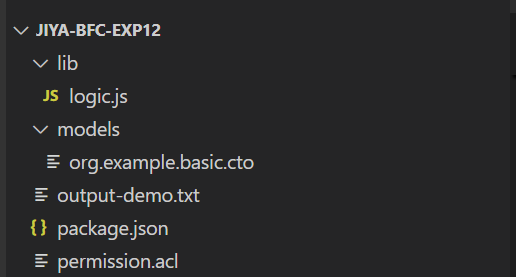 JIYA-BFC-EXP12
lib
JS logic.js
models
org.example.basic.cto
output-demo.txt
{} package.json
permission.acl